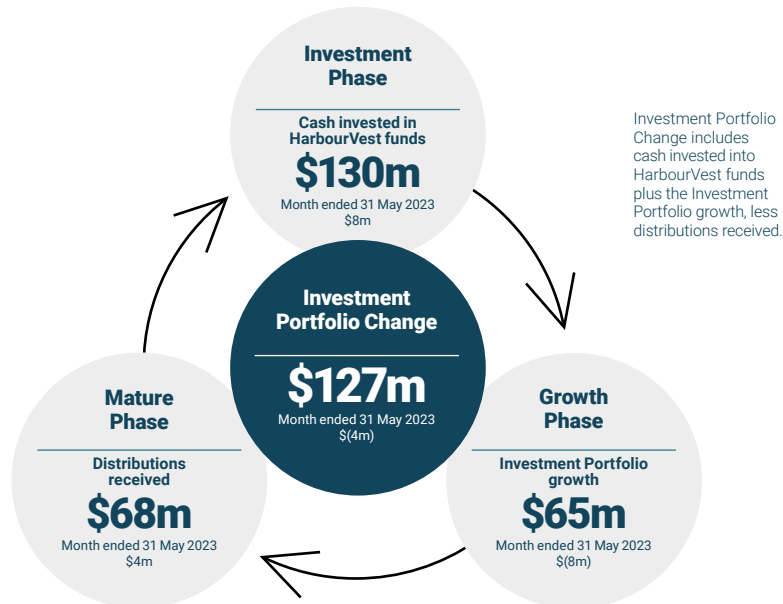 Investment
Phase
Cash invested in
HarbourVest funds
$130m
Month ended 31 May 2023
$8m
Investment Portfolio
Change includes
cash invested into
HarbourVest funds
plus the Investment
Portfolio growth, less
distributions received.
Investment
Portfolio Change
$127m
Month ended 31 May 2023
$(4m)
Mature
Phase
Distributions
received
$68m
Month ended 31 May 2023
$4m
Growth
Phase
Investment Portfolio
growth
$65m
Month ended 31 May 2023
$(8m)